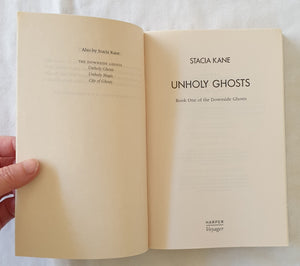 Also by Stacia Kane
THE DOWNSIDE GHOSTS
Unholy Ghosts
Unholy Magic
City of Ghosts
STACIA KANE
UNHOLY GHOSTS
Book One of the Downside Ghosts
HARPER
Voyager